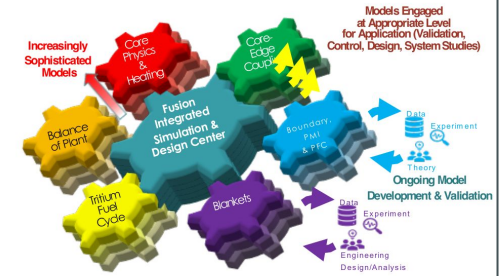 Models Engaged
at Appropriate Level
for Application (Validation,
Control, Design, System Studies)
Increasingly
Sophisticated
Models
Core
Physics
&
Heating
Core-
Edge
Coupling
Fusion
Integrated
Simulation &
Design Center
Balance
of Plant
Boundary,
PMI
& PFC
Data
Experiment
Theory
Ongoing Model
Development & Validation
Tritium
Fuel
Cycle
Blankets
Data
Experiment
Engineering
Design/Analysis